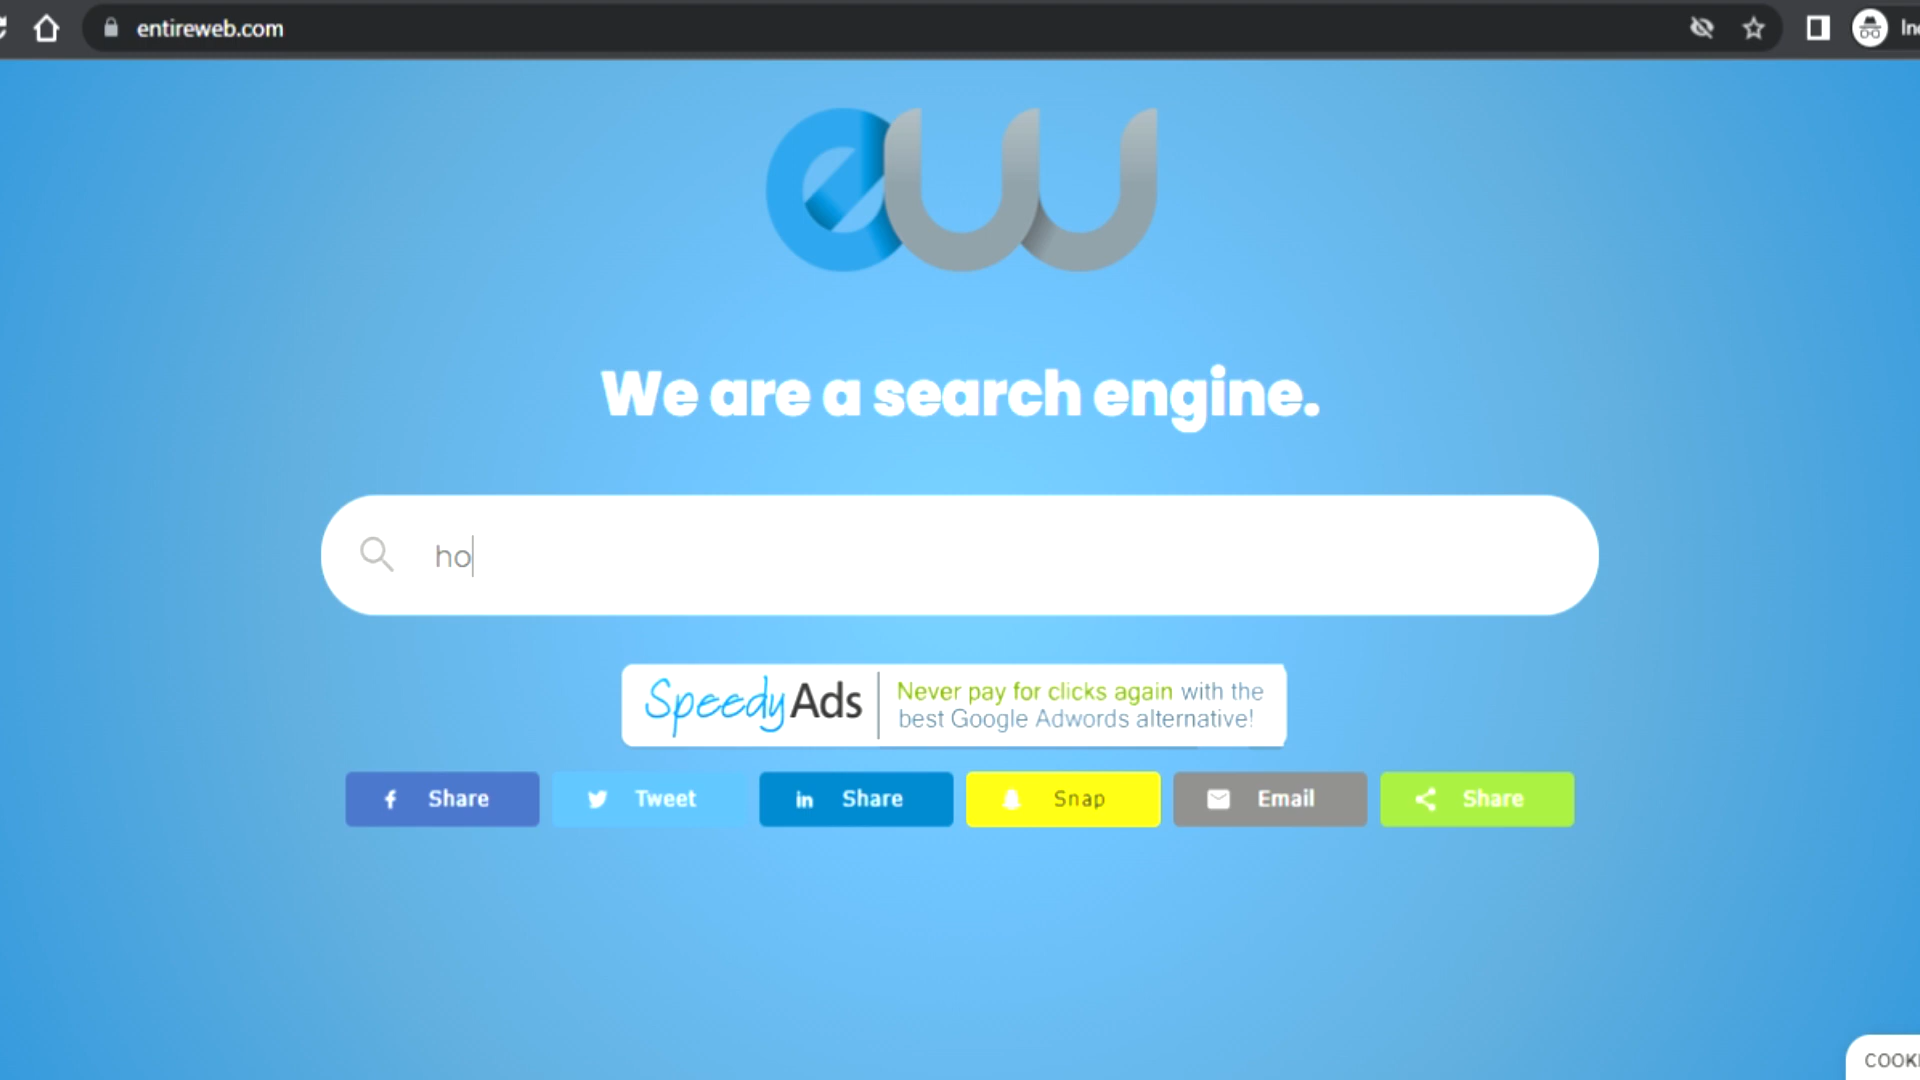 entireweb.com
ew
We are a search engine.
ho
SpeedyAds
Never pay for clicks again with the
best Google Adwords alternative!
Share
Tweet
Share
Snap
Email
Share